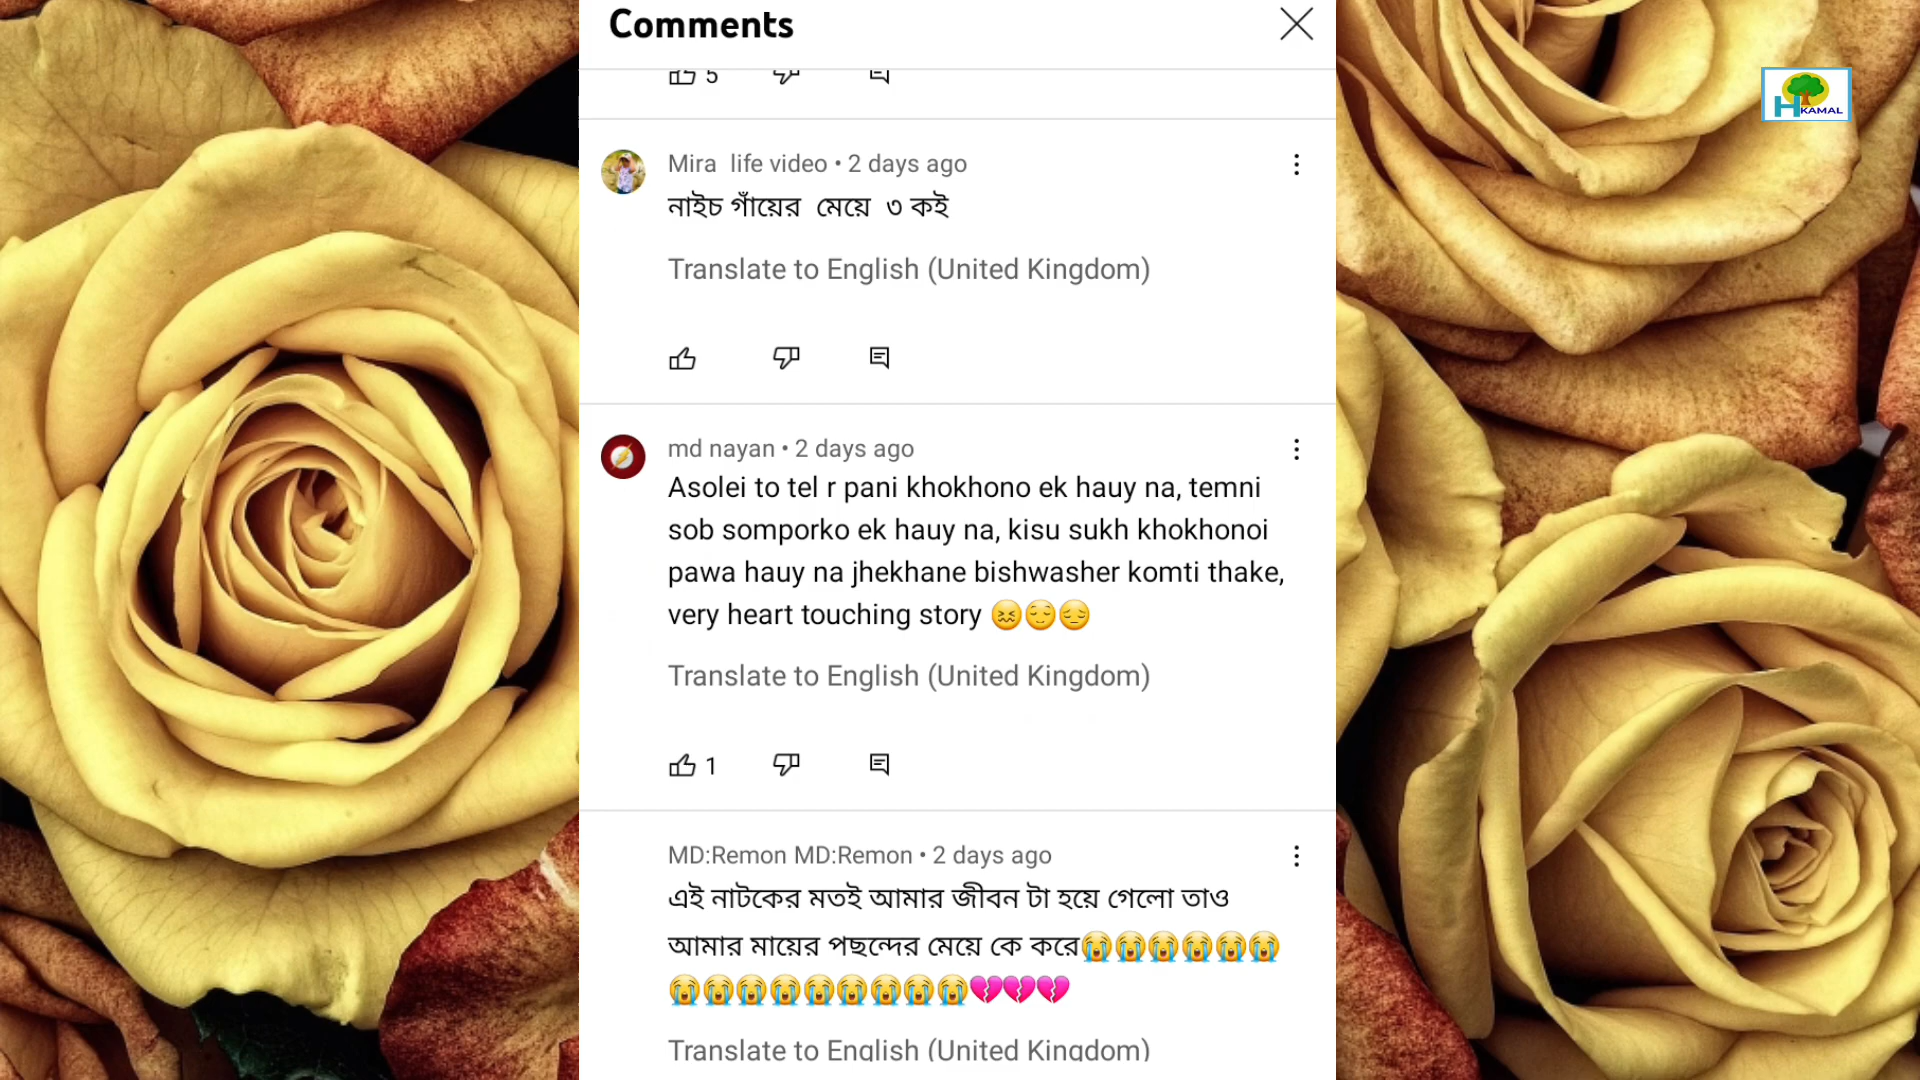 Comments
5
Mira life video • 2 days ago
নাইচ গাঁয়ের মেয়ে ৩ কই
Translate to English (United Kingdom)
md nayan • 2 days ago
Asolei to tel r pani khokhono ek hauy na, temni
sob somporko ek hauy na, kisu sukh khokhonoi
pawa hauy na jhekhane bishwasher komti thake,
very heart touching story 😖😌😔
Translate to English (United Kingdom)
1
MD:Remon MD:Remon • 2 days ago
এই নাটকের মতই আমার জীবন টা হয়ে গেলো তাও
আমার মায়ের পছন্দের মেয়ে কে করে😭😭😭😭😭😭
😭😭😭😭😭😭😭😭😭💔💔💔
Translate to English (United Kingdom)
H KAMAL